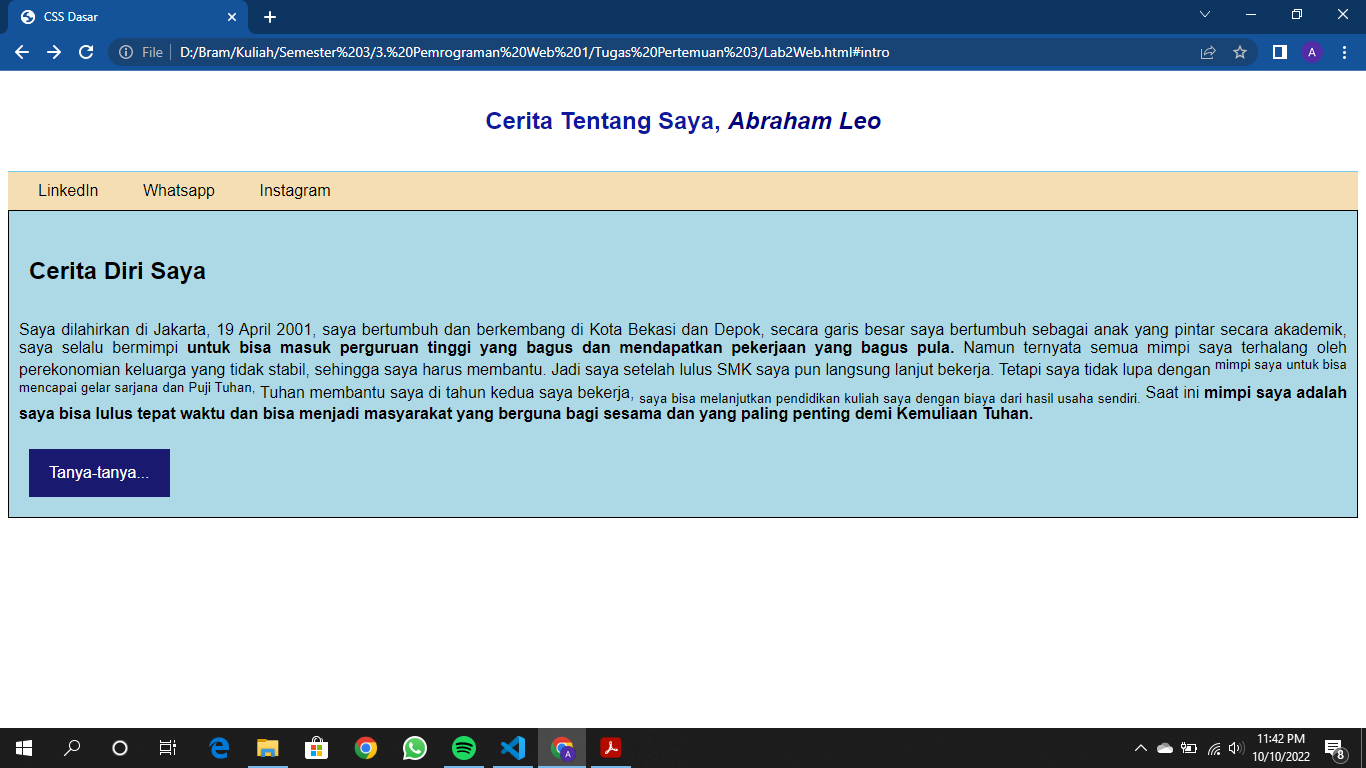 CSS Dasar
File
D:/Bram/Kuliah/Semester%203/3.%20Pemrograman%20Web%201/Tugas%20Pertemuan%203/Lab2Web.html#intro
A
Cerita Tentang Saya, Abraham Leo
LinkedIn Whatsapp Instagram
Cerita Diri Saya
Saya dilahirkan di Jakarta, 19 April 2001, saya bertumbuh dan berkembang di Kota Bekasi dan Depok, secara garis besar saya bertumbuh sebagai anak yang pintar secara akademik,
saya selalu bermimpi untuk bisa masuk perguruan tinggi yang bagus dan mendapatkan pekerjaan yang bagus pula. Namun ternyata semua mimpi saya terhalang oleh
perekonomian keluarga yang tidak stabil, sehingga saya harus membantu. Jadi saya setelah lulus SMK saya pun langsung lanjut bekerja. Tetapi saya tidak lupa dengan mimpi saya untuk bisa
mencapai gelar sarjana dan Puji Tuhan, Tuhan membantu saya di tahun kedua saya bekerja, saya bisa melanjutkan pendidikan kuliah saya dengan biaya dari hasil usaha sendiri. Saat ini mimpi saya adalah
saya bisa lulus tepat waktu dan bisa menjadi masyarakat yang berguna bagi sesama dan yang paling penting demi Kemuliaan Tuhan.
Tanya-tanya...
A
11:42 PM
10/10/2022
8